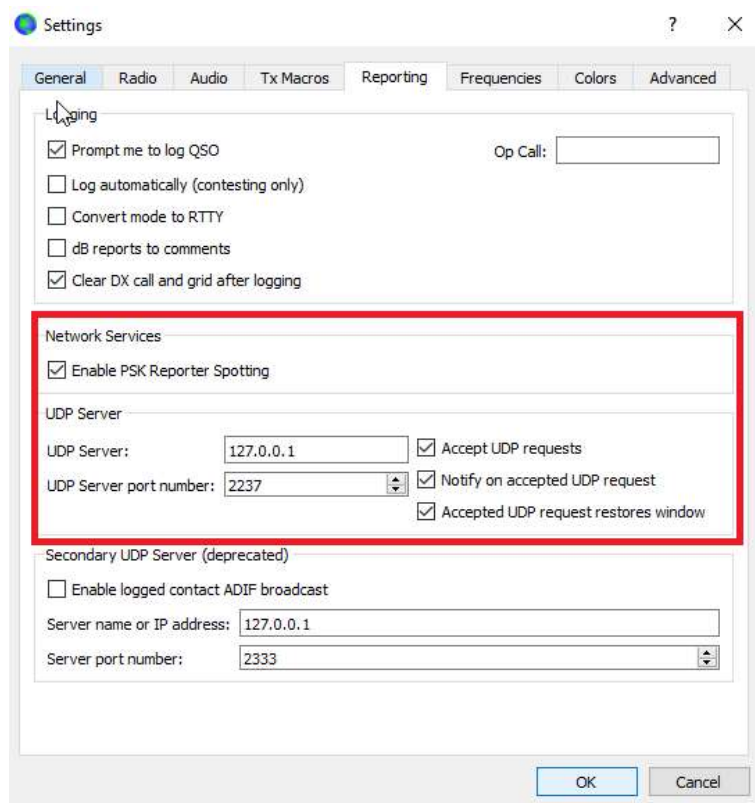 Settings
General Radio Audio Tx Macros Reporting Frequencies Colors Advanced
Logging
Prompt me to log QSO Op Call:
Log automatically (contesting only)
Convert mode to RTTY
dB reports to comments
Clear DX call and grid after logging
Network Services
Enable PSK Reporter Spotting
UDP Server
UDP Server: 127.0.0.1 Accept UDP requests
UDP Server port number: 2237 Notify on accepted UDP request
Accepted UDP request restores window
Secondary UDP Server (deprecated)
Enable logged contact ADIF broadcast
Server name or IP address: 127.0.0.1
Server port number: 2333
OK Cancel